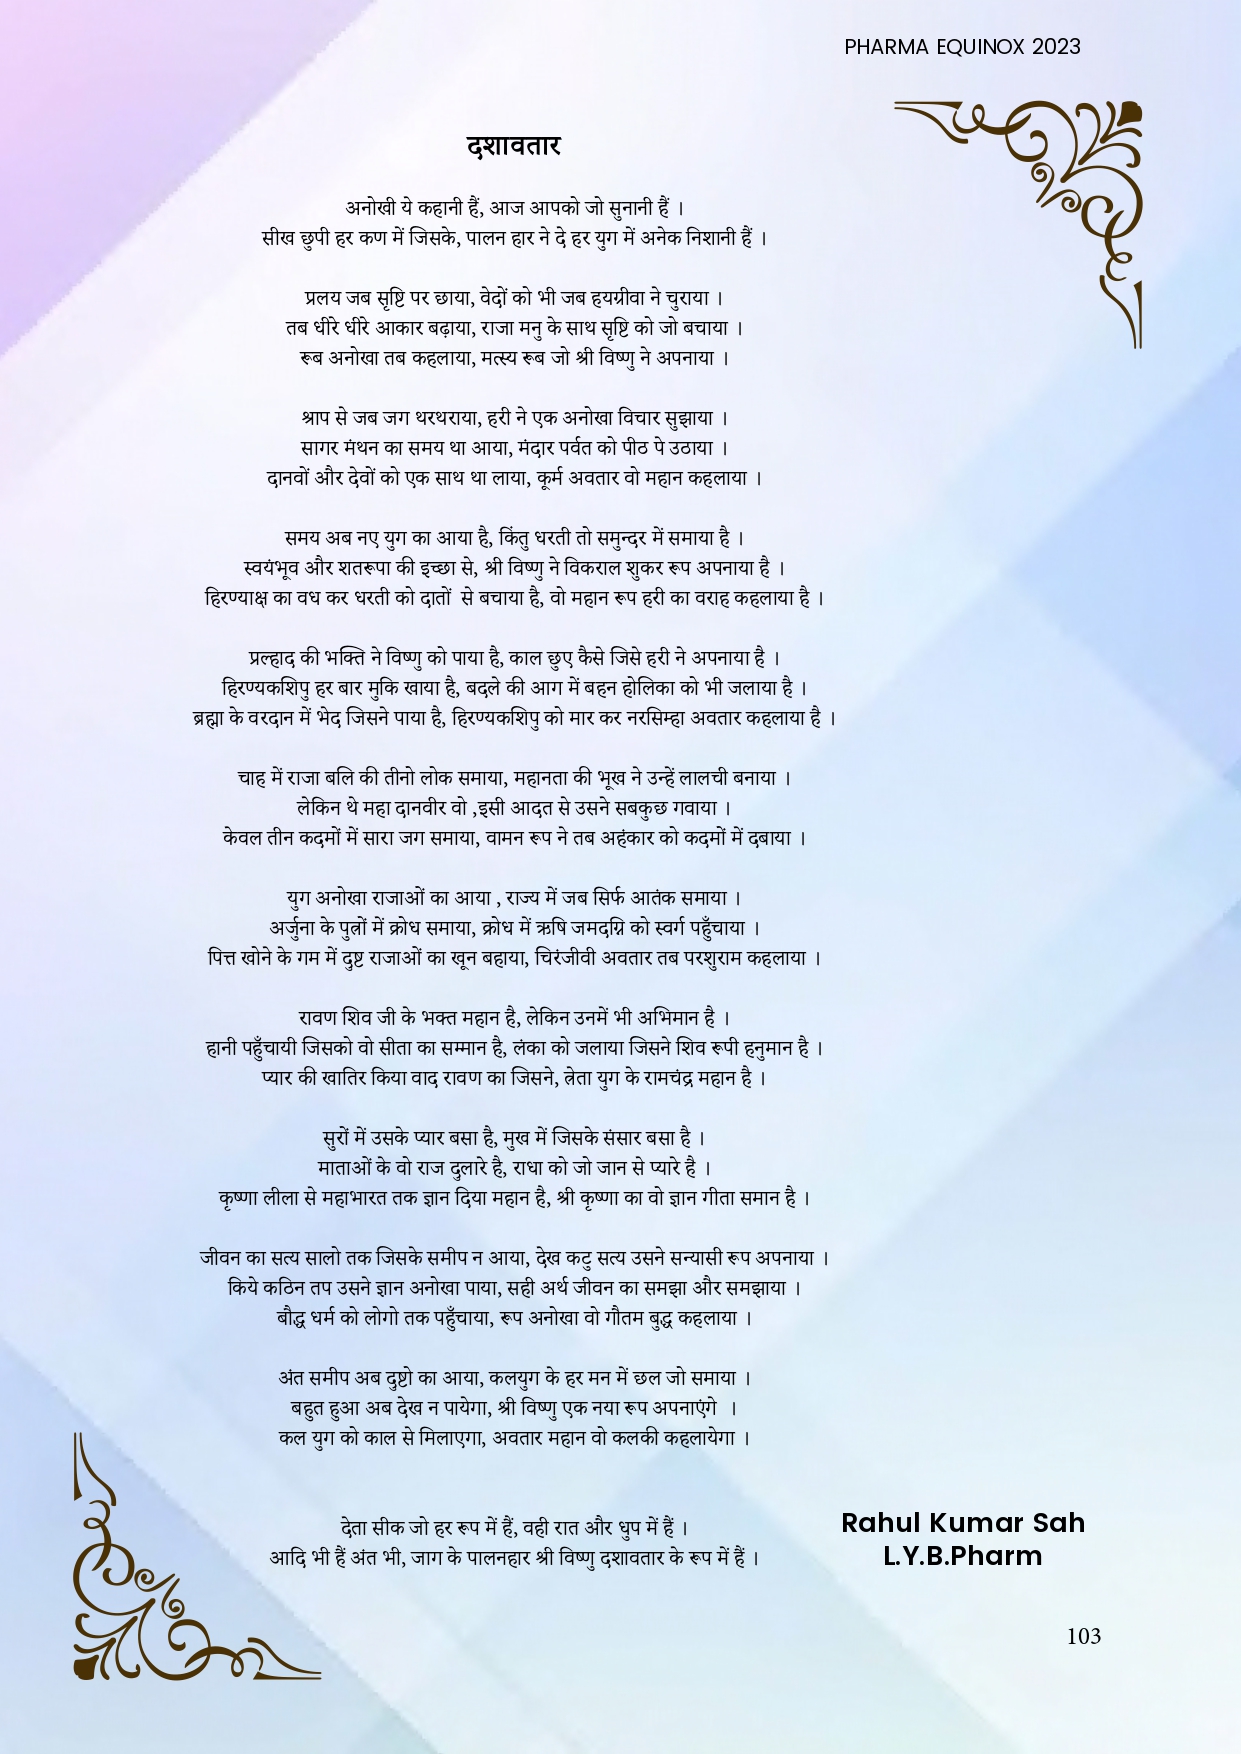 PHARMA EQUINOX 2023
दशावतार
अनोखी ये कहानी हैं, आज आपको जो सुनानी हैं ।
सीख छुपी हर कण में जिसके, पालन हार ने दे हर युग में अनेक निशानी हैं ।
प्रलय जब सृष्टि पर छाया, वेदों को भी जब हयग्रीवा ने चुराया ।
तब धीरे धीरे आकार बढ़ाया, राजा मनु के साथ सृष्टि को जो बचाया ।
रूब अनोखा तब कहलाया, मत्स्य रूब जो श्री विष्णु ने अपनाया ।
श्राप से जब जग थरथराया, हरी ने एक अनोखा विचार सुझाया ।
सागर मंथन का समय था आया, मंदार पर्वत को पीठ पे उठाया ।
दानवों और देवों को एक साथ था लाया, कूर्म अवतार वो महान कहलाया ।
समय अब नए युग का आया है, किंतु धरती तो समुन्दर में समाया है ।
स्वयंभूव और शतरूपा की इच्छा से, श्री विष्णु ने विकराल शुकर रूप अपनाया है ।
हिरण्याक्ष का वध कर धरती को दातों से बचाया है, वो महान रूप हरी का वराह कहलाया है ।
प्रल्हाद की भक्ति ने विष्णु को पाया है, काल छुए कैसे जिसे हरी ने अपनाया है ।
हिरण्यकशिपु हर बार मुकि खाया है, बदले की आग में बहन होलिका को भी जलाया है ।
ब्रह्मा के वरदान में भेद जिसने पाया है, हिरण्यकशिपु को मार कर नरसिम्हा अवतार कहलाया है ।
चाह में राजा बलि की तीनो लोक समाया, महानता की भूख ने उन्हें लालची बनाया ।
लेकिन थे महा दानवीर वो ,इसी आदत से उसने सबकुछ गवाया ।
केवल तीन कदमों में सारा जग समाया, वामन रूप ने तब अहंकार को कदमों में दबाया ।
युग अनोखा राजाओं का आया , राज्य में जब सिर्फ आतंक समाया ।
अर्जुना के पुत्रों में क्रोध समाया, क्रोध में ऋषि जमदग्नि को स्वर्ग पहुँचाया ।
पित्त खोने के गम में दुष्ट राजाओं का खून बहाया, चिरंजीवी अवतार तब परशुराम कहलाया ।
रावण शिव जी के भक्त महान है, लेकिन उनमें भी अभिमान है ।
हानी पहुँचायी जिसको वो सीता का सम्मान है, लंका को जलाया जिसने शिव रूपी हनुमान है ।
प्यार की खातिर किया वाद रावण का जिसने, त्रेता युग के रामचंद्र महान है ।
सुरों में उसके प्यार बसा है, मुख में जिसके संसार बसा है ।
माताओं के वो राज दुलारे है, राधा को जो जान से प्यारे है ।
कृष्णा लीला से महाभारत तक ज्ञान दिया महान है, श्री कृष्णा का वो ज्ञान गीता समान है ।
जीवन का सत्य सालो तक जिसके समीप न आया, देख कटु सत्य उसने सन्यासी रूप अपनाया ।
किये कठिन तप उसने ज्ञान अनोखा पाया, सही अर्थ जीवन का समझा और समझाया ।
बौद्ध धर्म को लोगो तक पहुँचाया, रूप अनोखा वो गौतम बुद्ध कहलाया ।
अंत समीप अब दुष्टो का आया, कलयुग के हर मन में छल जो समाया ।
बहुत हुआ अब देख न पायेगा, श्री विष्णु एक नया रूप अपनाएंगे ।
कल युग को काल से मिलाएगा, अवतार महान वो कलकी कहलायेगा ।
देता सीक जो हर रूप में हैं, वही रात और धुप में हैं ।
आदि भी हैं अंत भी, जाग के पालनहार श्री विष्णु दशावतार के रूप में हैं ।
Rahul Kumar Sah
L.Y.B.Pharm
103